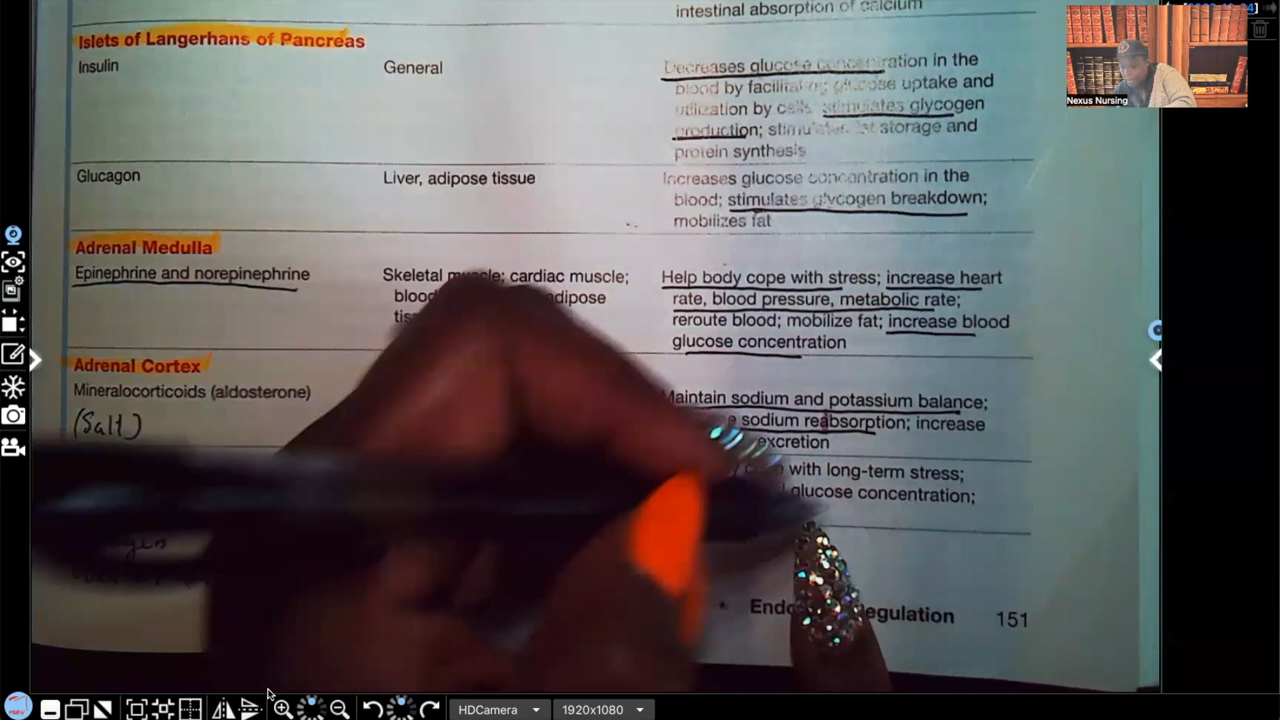 intestinal absorption of calcium
Islets of Langerhans of Pancreas
Insulin
General
Decreases glucose concentration in the
blood by facilitating glucose uptake and
utilization by cells; stimulates glycogen
production; stimulates fat storage and
protein synthesis
Glucagon
Liver, adipose tissue
Increases glucose concentration in the
blood; stimulates glycogen breakdown;
mobilizes fat
Adrenal Medulla
Epinephrine and norepinephrine
Skeletal muscle; cardiac muscle;
blood adipose
Help body cope with stress; increase heart
rate, blood pressure, metabolic rate;
reroute blood; mobilize fat; increase blood
glucose concentration
Adrenal Cortex
Mineralocorticoids (aldosterone)
(Salt)
Maintain sodium and potassium balance;
sodium reabsorption; increase
excretion
with long-term stress;
glucose concentration;
Regulation 151
Nexus Nursing
HDCamera
1920x1080